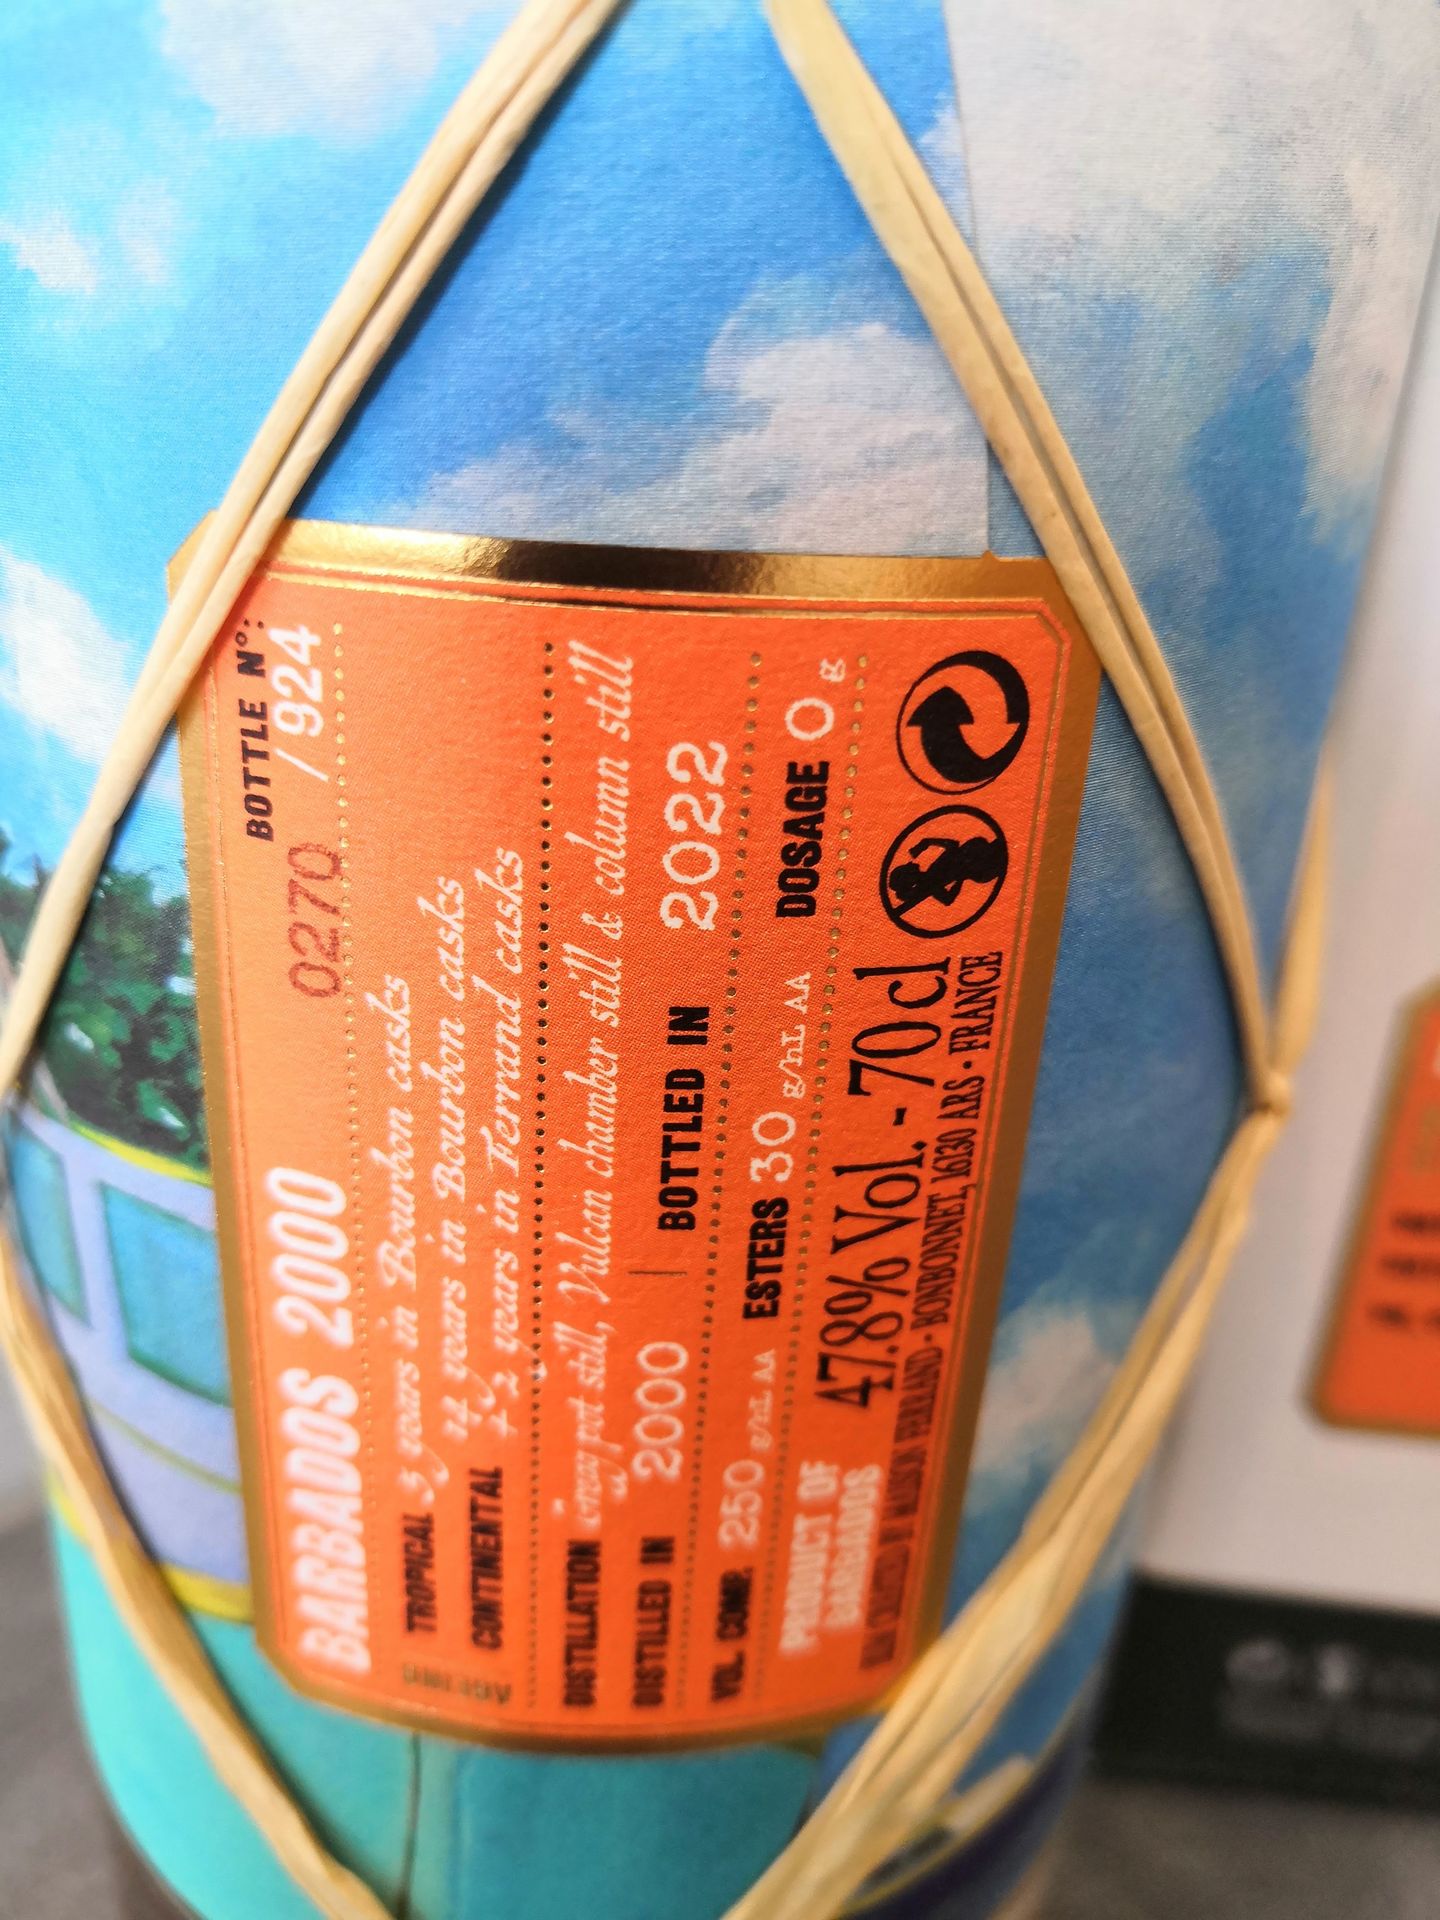 BARBADOS 2000
BOTTLE N°:
0270 / 924
TROPICAL 3 years in Bourbon casks
CONTINENTAL 14 years in Bourbon casks
+ 2 years in Ferrand casks
DISTILLATION pot still, Vulcan chamber still & column still
DISTILLED IN 2000 | BOTTLED IN 2022
VOL. COMP. 250 g/hL AA ESTERS 30 g/hL AA DOSAGE 0 g
PRODUCT OF
BARBADOS
47.8% Vol. - 70cl
MAISON FERRAND - BONBONNET, 16130 ARS - FRANCE